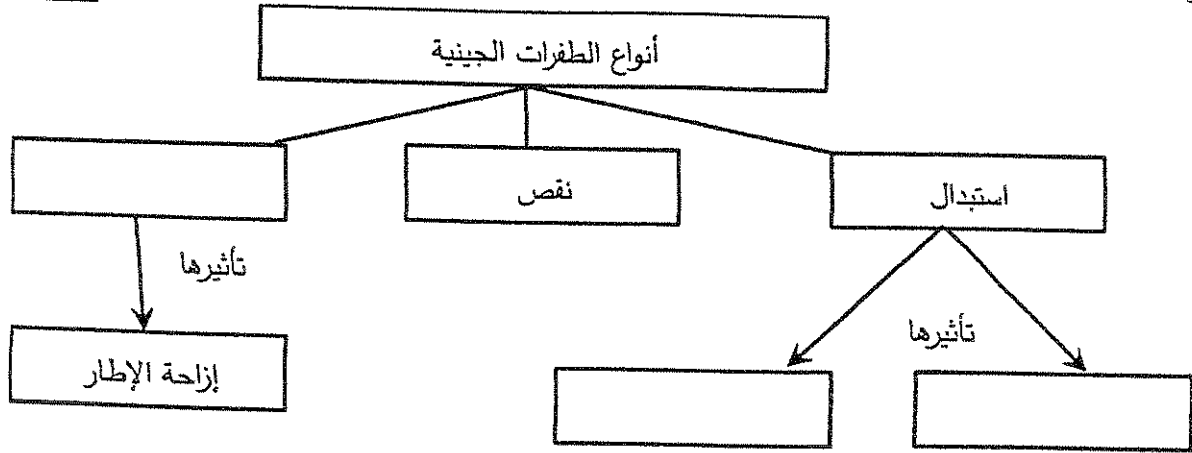 أنواع الطفرات الجينية
استبدال
نقص
تأثيرها
إزاحة الإطار
تأثيرها